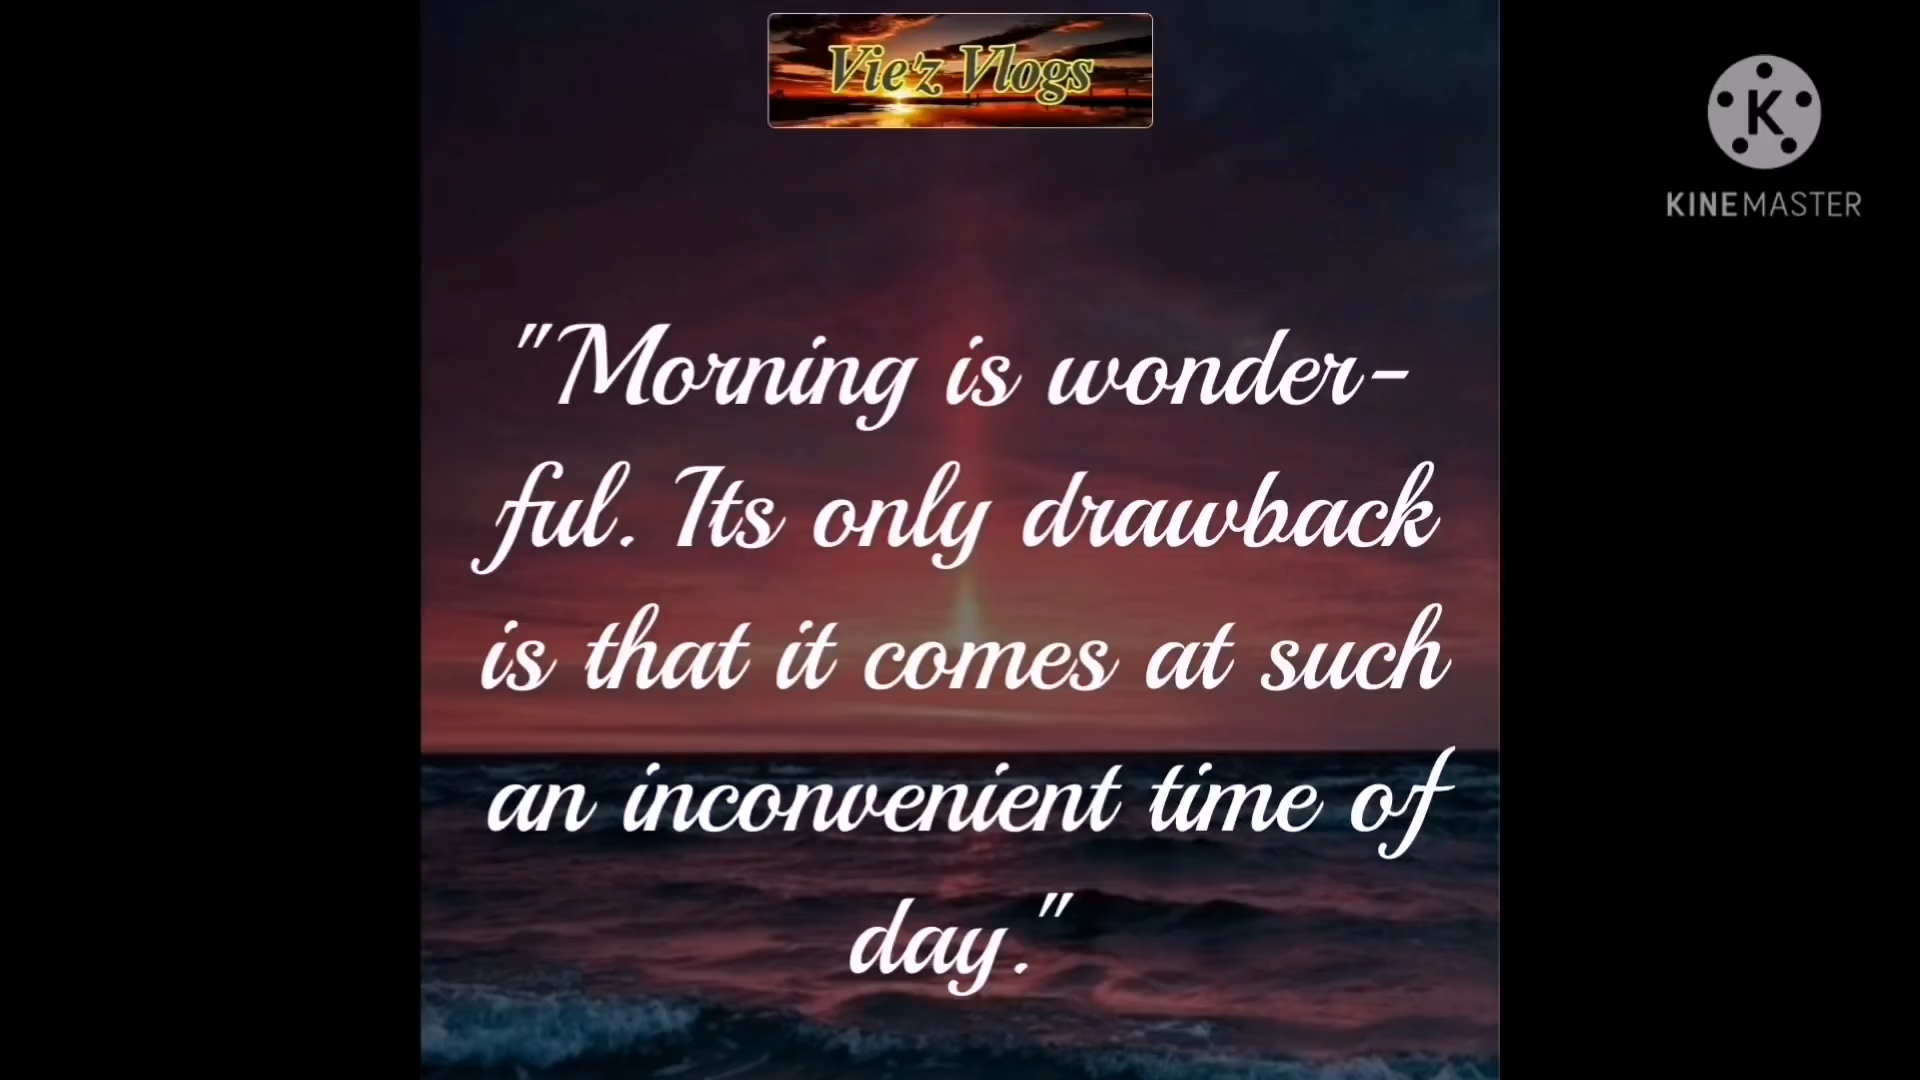 Vie'z Vlogs
K
KINEMASTER
"Morning is wonder-
ful. Its only drawback
is that it comes at such
an inconvenient time of
day."